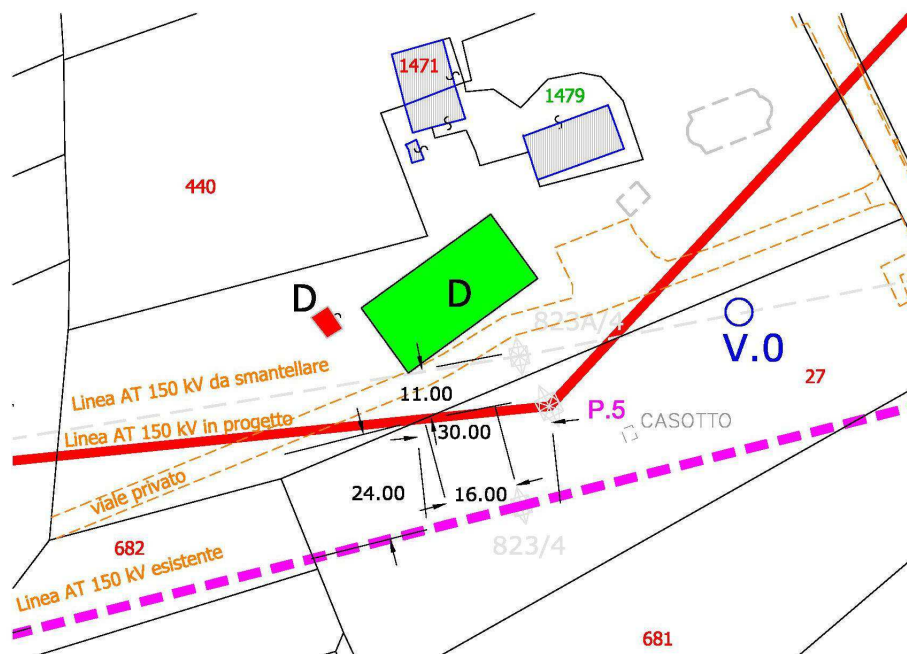 1471
1479
440
D
D
823A/4
V.0
Linea AT 150 kV da smantellare
11.00
27
Linea AT 150 kV in progetto
P.5
CASOTTO
30.00
viale privato
24.00
16.00
823/4
682
Linea AT 150 kV esistente
681